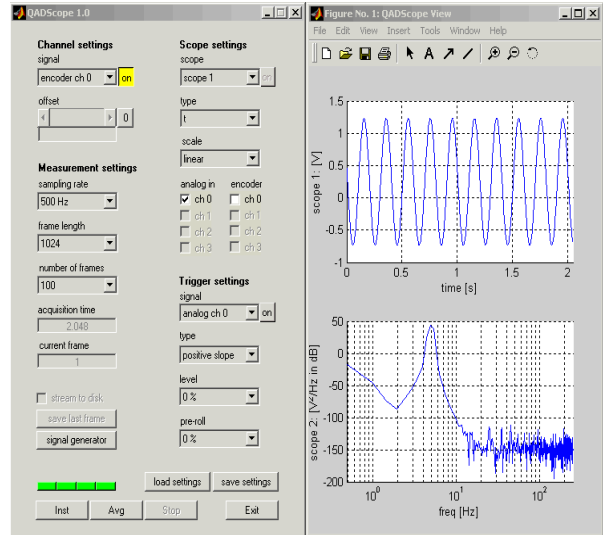 QADScope 1.0
Channel settings
signal
encoder ch 0
on
offset
0
Measurement settings
sampling rate
500 Hz
frame length
1024
number of frames
100
acquisition time
2.048
current frame
1
stream to disk
save last frame
signal generator
Scope settings
scope
scope 1
on
type
t
scale
linear
analog in encoder
ch 0 ch 0
ch 1 ch 1
ch 2 ch 2
ch 3 ch 3
Trigger settings
signal
analog ch 0
on
type
positive slope
level
0 %
pre-roll
0 %
load settings save settings
Inst Avg Stop Exit
Figure No. 1: QADScope View
File Edit View Insert Tools Window Help
A
scope 1: [V]
1.5
1
0.5
0
-0.5
-1
0 0.5 1 1.5 2
time [s]
scope 2: [V²/Hz in dB]
50
0
-50
-100
-150
-200
10⁰ 10¹ 10²
freq [Hz]